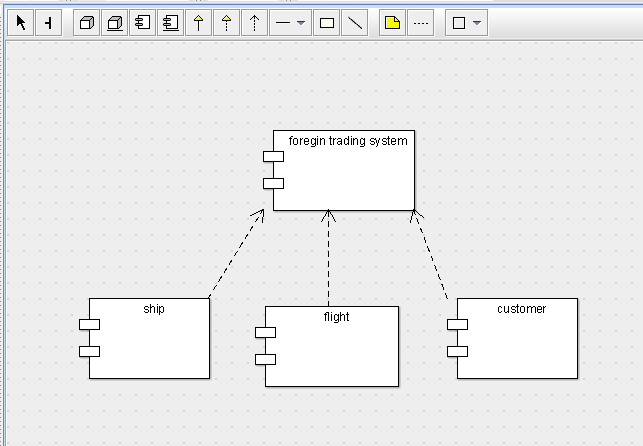 foregin trading system
ship
flight
customer